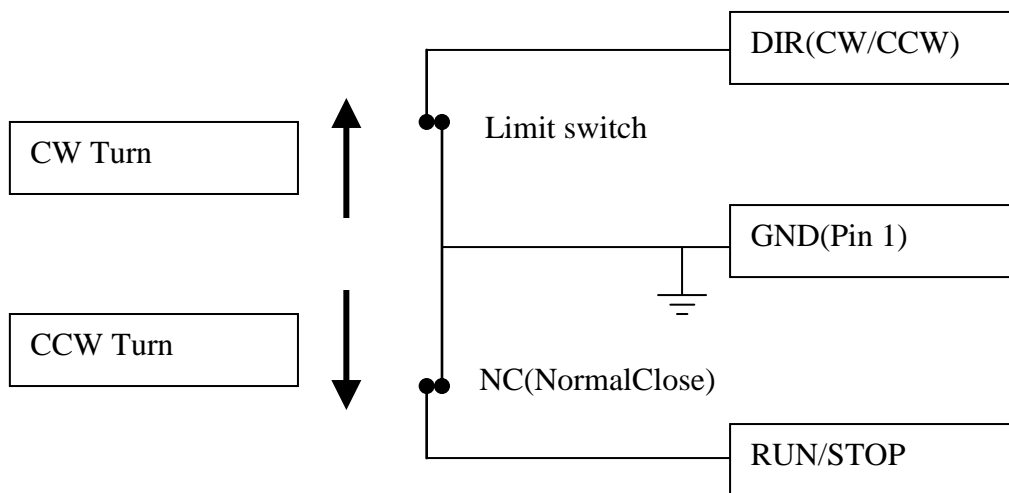 DIR(CW/CCW)
Limit switch
CW Turn
GND(Pin 1)
CCW Turn
NC(NormalClose)
RUN/STOP